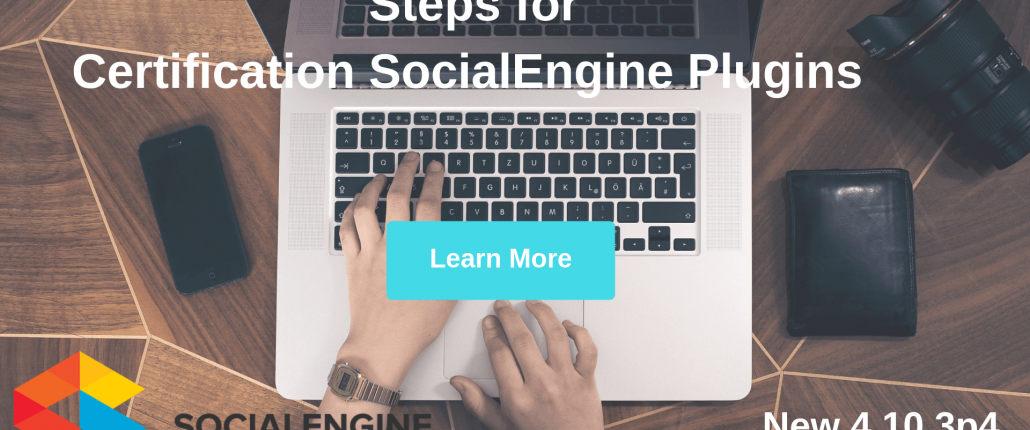 Steps for
Certification SocialEngine Plugins
Learn More
SOCIALENGINE
New 4.10.3p4